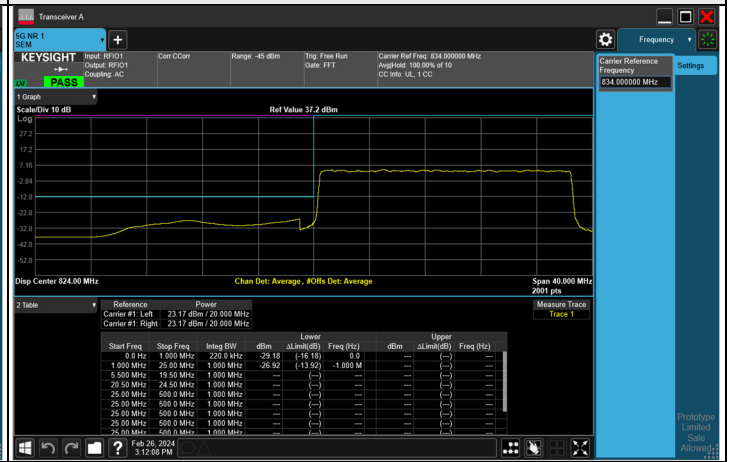 Transceiver A
5G NR 1
SEM
Frequency
KEYSIGHT
Input: RFIO1
Output: RFIO1
Coupling: AC
Corr CCorr
Range: -45 dBm
Trig: Free Run
Gate: FFT
Carrier Ref Freq: 834.000000 MHz
Avg|Hold: 100.00% of 10
CC Info: UL, 1 CC
LXI
PASS
Carrier Reference
Frequency
834.000000 MHz
Settings
1 Graph
Scale/Div 10 dB
Ref Value 37.2 dBm
Log
27.2
17.2
7.16
-2.84
-12.8
-22.8
-32.8
-42.8
-52.8
Disp Center 824.00 MHz
Chan Det: Average, #Offs Det: Average
Span 40.000 MHz
2001 pts
2 Table
Reference Power
Carrier #1: Left 23.17 dBm / 20.000 MHz
Carrier #1: Right 23.17 dBm / 20.000 MHz
Measure Trace
Trace 1
Lower Upper
Start Freq Stop Freq Integ BW dBm ΔLimit(dB) Freq (Hz) dBm ΔLimit(dB) Freq (Hz)
0.0 Hz 1.000 MHz 220.0 kHz -29.18 (-16.18) 0.0 --- (---) ---
1.000 MHz 25.00 MHz 1.000 MHz -26.92 (-13.92) -1.000 M --- (---) ---
5.500 MHz 19.50 MHz 1.000 MHz --- (---) --- --- (---) ---
20.50 MHz 24.50 MHz 1.000 MHz --- (---) --- --- (---) ---
25.00 MHz 500.0 MHz 1.000 MHz --- (---) --- --- (---) ---
25.00 MHz 500.0 MHz 1.000 MHz --- (---) --- --- (---) ---
25.00 MHz 500.0 MHz 1.000 MHz --- (---) --- --- (---) ---
25.00 MHz 500.0 MHz 1.000 MHz --- (---) --- --- (---) ---
25.00 MHz 500.0 MHz 1.000 MHz --- (---) --- --- (---) ---
Feb 26, 2024
3:12:08 PM
Prototype
Limited
Sale
Allowed